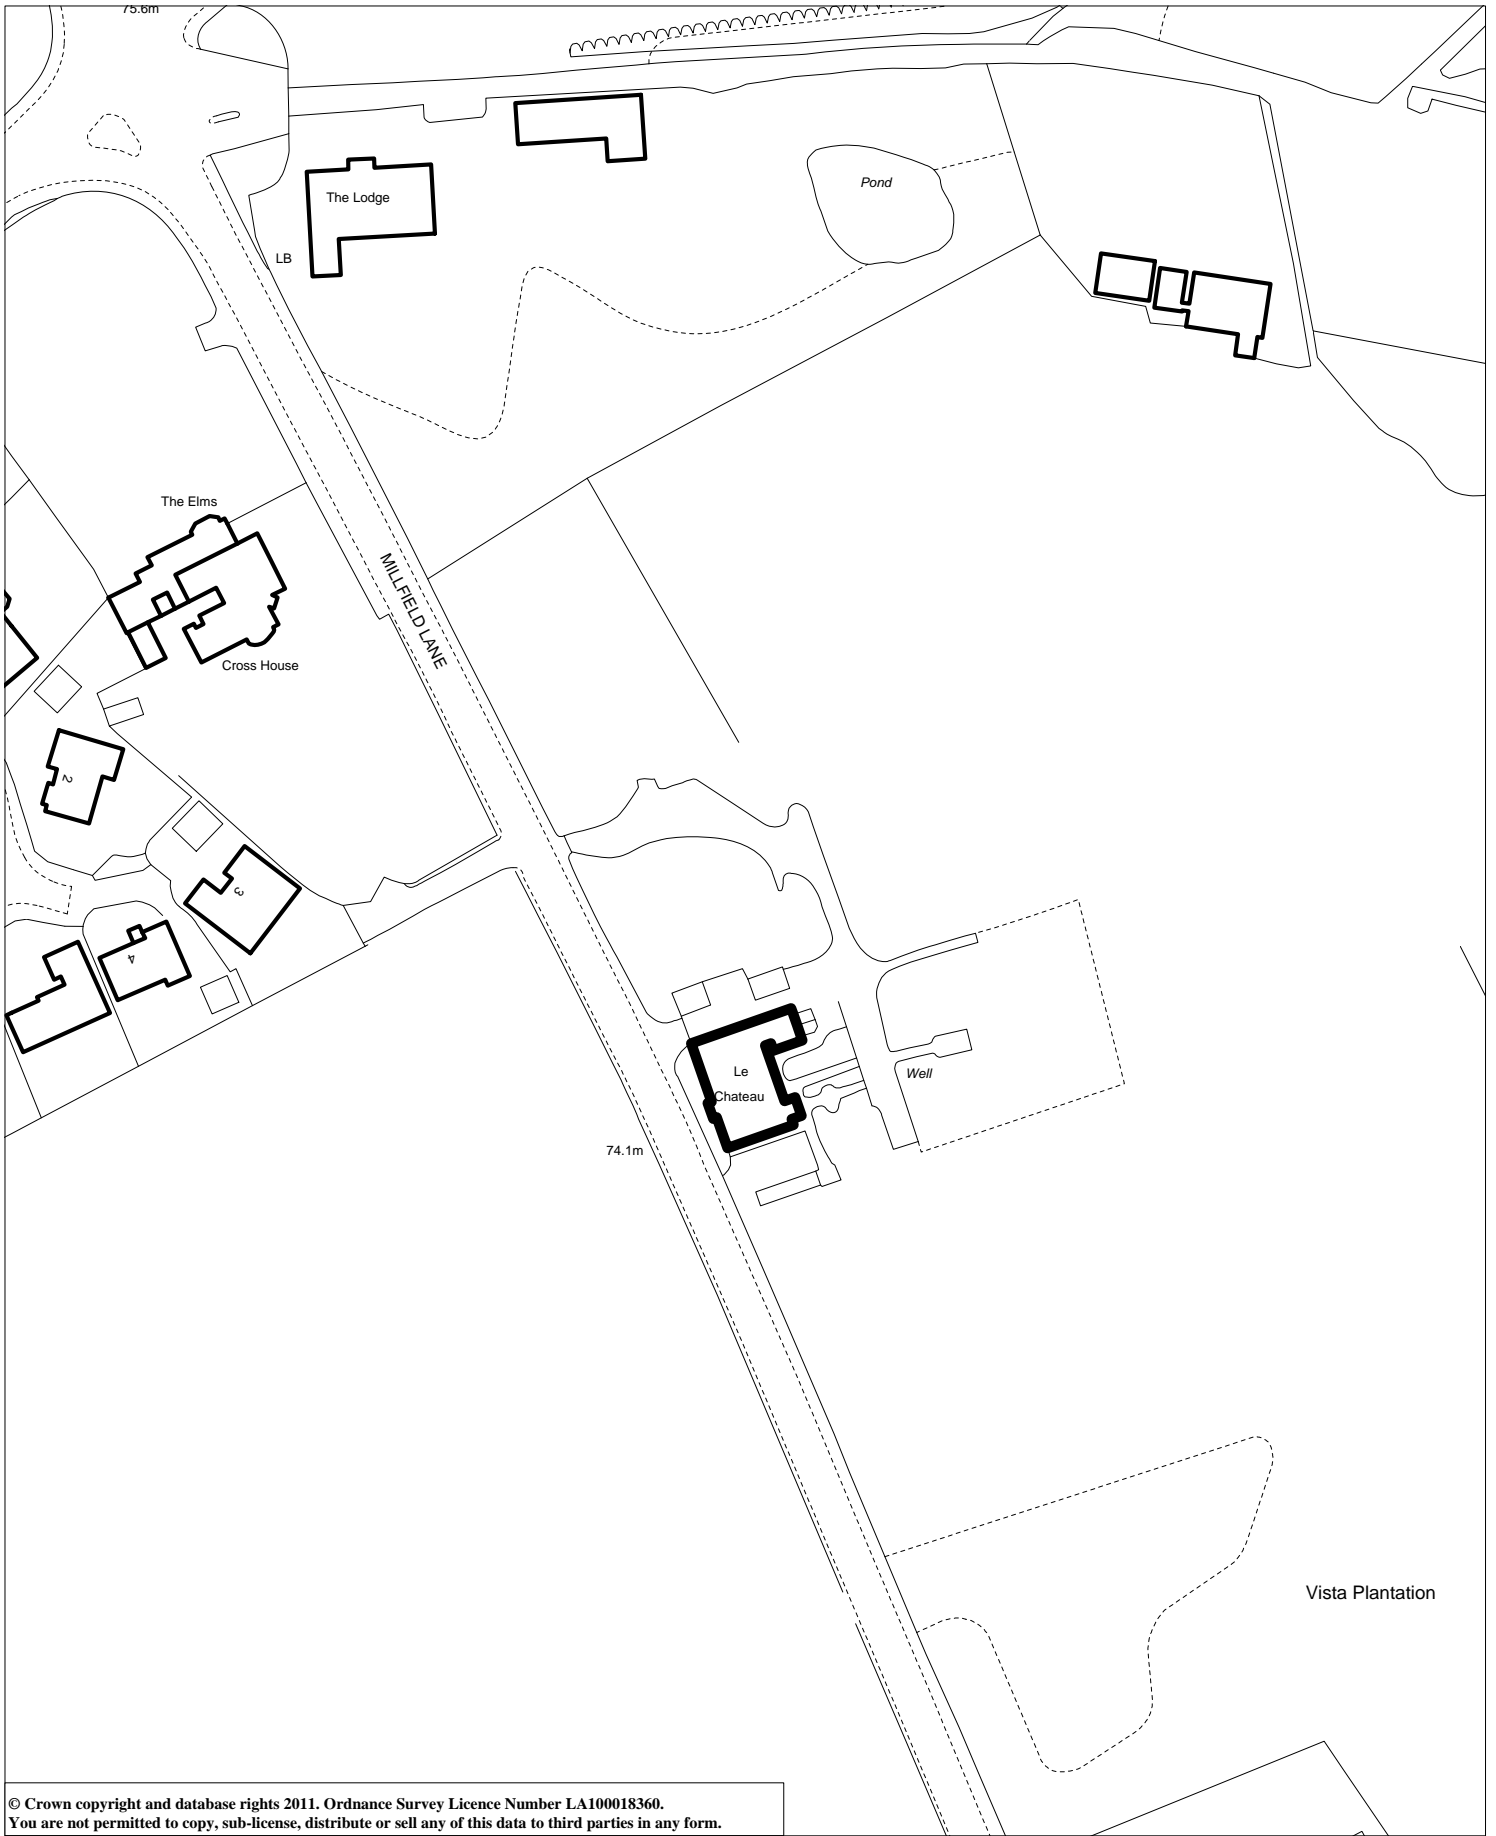 75.6m
Pond
The Lodge
LB
The Elms
MILLFIELD LANE
Cross House
2
3
4
Le
Chateau
Well
74.1m
Vista Plantation
© Crown copyright and database rights 2011. Ordnance Survey Licence Number LA100018360.
You are not permitted to copy, sub-license, distribute or sell any of this data to third parties in any form.